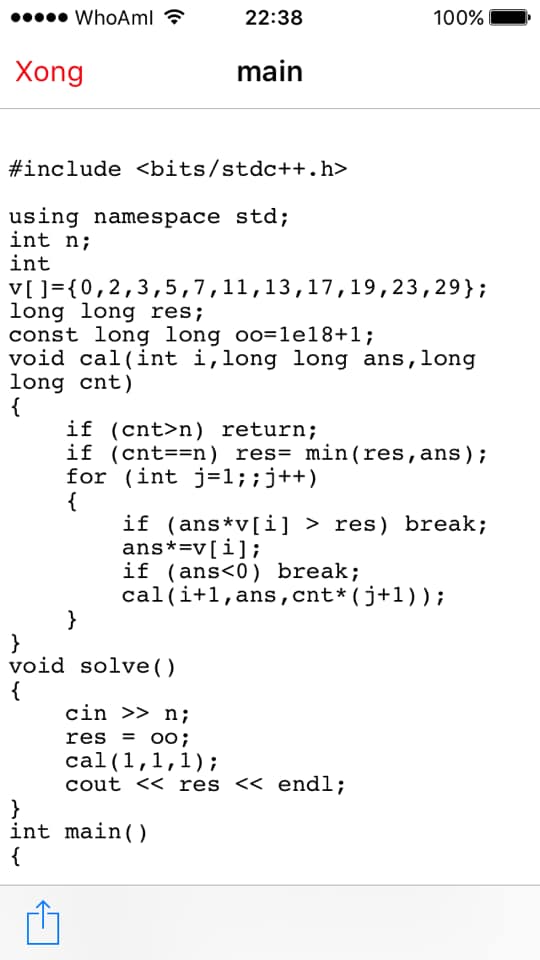 WhoAmI 22:38 100%
Xong main
#include <bits/stdc++.h>
using namespace std;
int n;
int
v[]={0,2,3,5,7,11,13,17,19,23,29};
long long res;
const long long oo=1e18+1;
void cal(int i,long long ans,long
long cnt)
{
    if (cnt>n) return;
    if (cnt==n) res= min(res,ans);
    for (int j=1;;j++)
    {
        if (ans*v[i] > res) break;
        ans*=v[i];
        if (ans<0) break;
        cal(i+1,ans,cnt*(j+1));
    }
}
void solve()
{
    cin >> n;
    res = oo;
    cal(1,1,1);
    cout << res << endl;
}
int main()
{